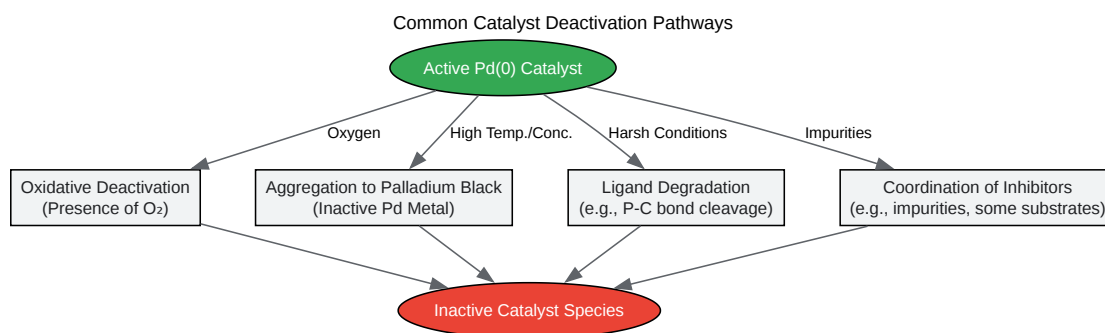 Common Catalyst Deactivation Pathways
Active Pd(0) Catalyst
Oxygen
High Temp./Conc.
Harsh Conditions
Impurities
Oxidative Deactivation
(Presence of O₂)
Aggregation to Palladium Black
(Inactive Pd Metal)
Ligand Degradation
(e.g., P-C bond cleavage)
Coordination of Inhibitors
(e.g., impurities, some substrates)
Inactive Catalyst Species